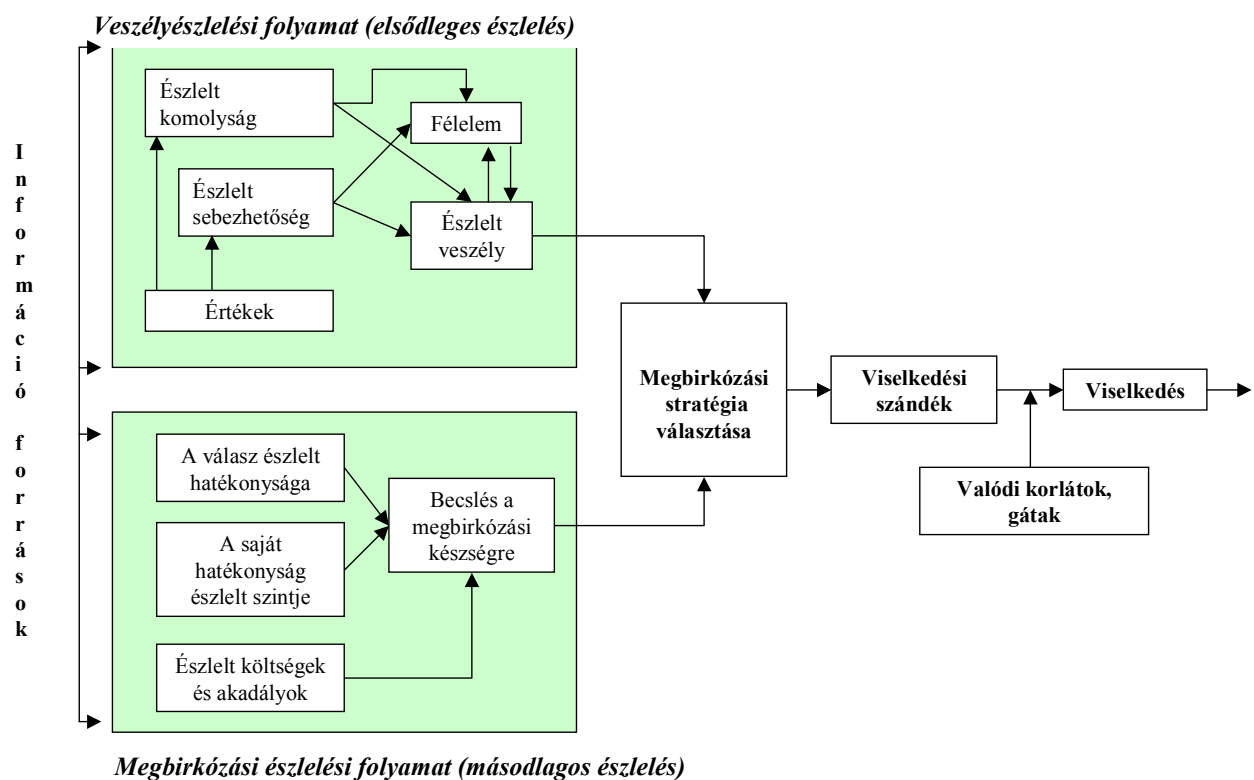 Veszélyészlelési folyamat (elsődleges észlelés)
Információ források
Észlelt
komolyság
Félelem
Észlelt
sebezhetőség
Észlelt
veszély
Értékek
Megbirkózási
stratégia
választása
Viselkedési
szándék
Viselkedés
Valódi korlátok,
gátak
A válasz észlelt
hatékonysága
Becslés a
megbirkózási
készségre
A saját
hatékonyság
észlelt szintje
Észlelt költségek
és akadályok
Megbirkózási észlelési folyamat (másodlagos észlelés)